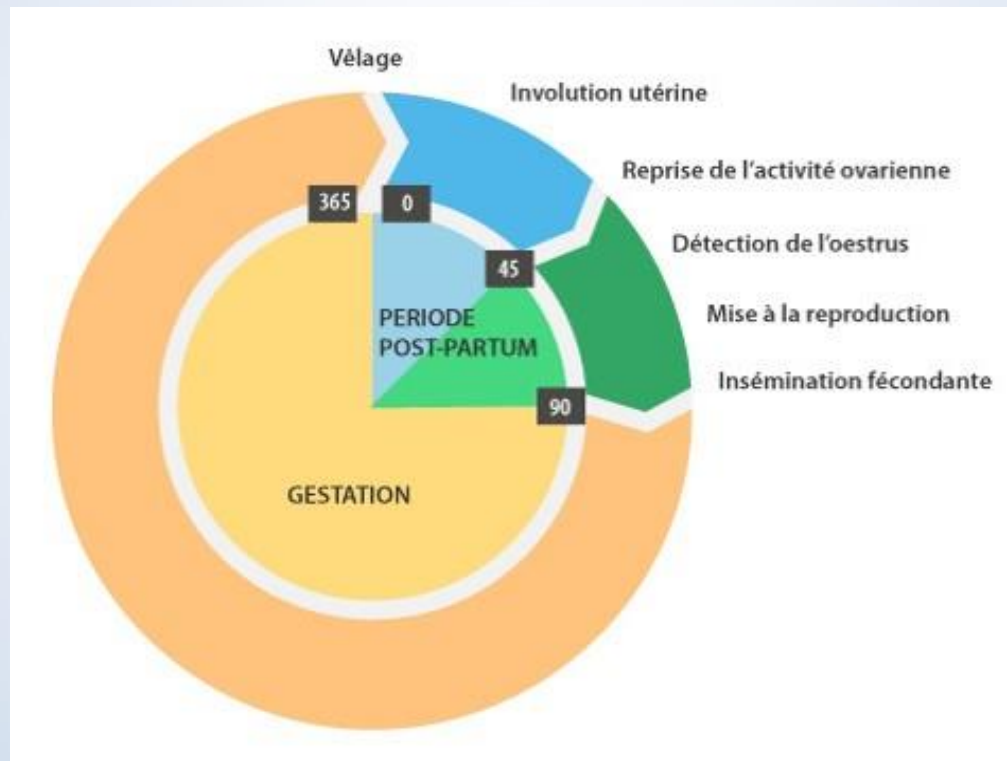 Vêlage
Involution utérine
Reprise de l'activité ovarienne
365
0
Détection de l'oestrus
45
PERIODE
POST-PARTUM
Mise à la reproduction
Insémination fécondante
90
GESTATION